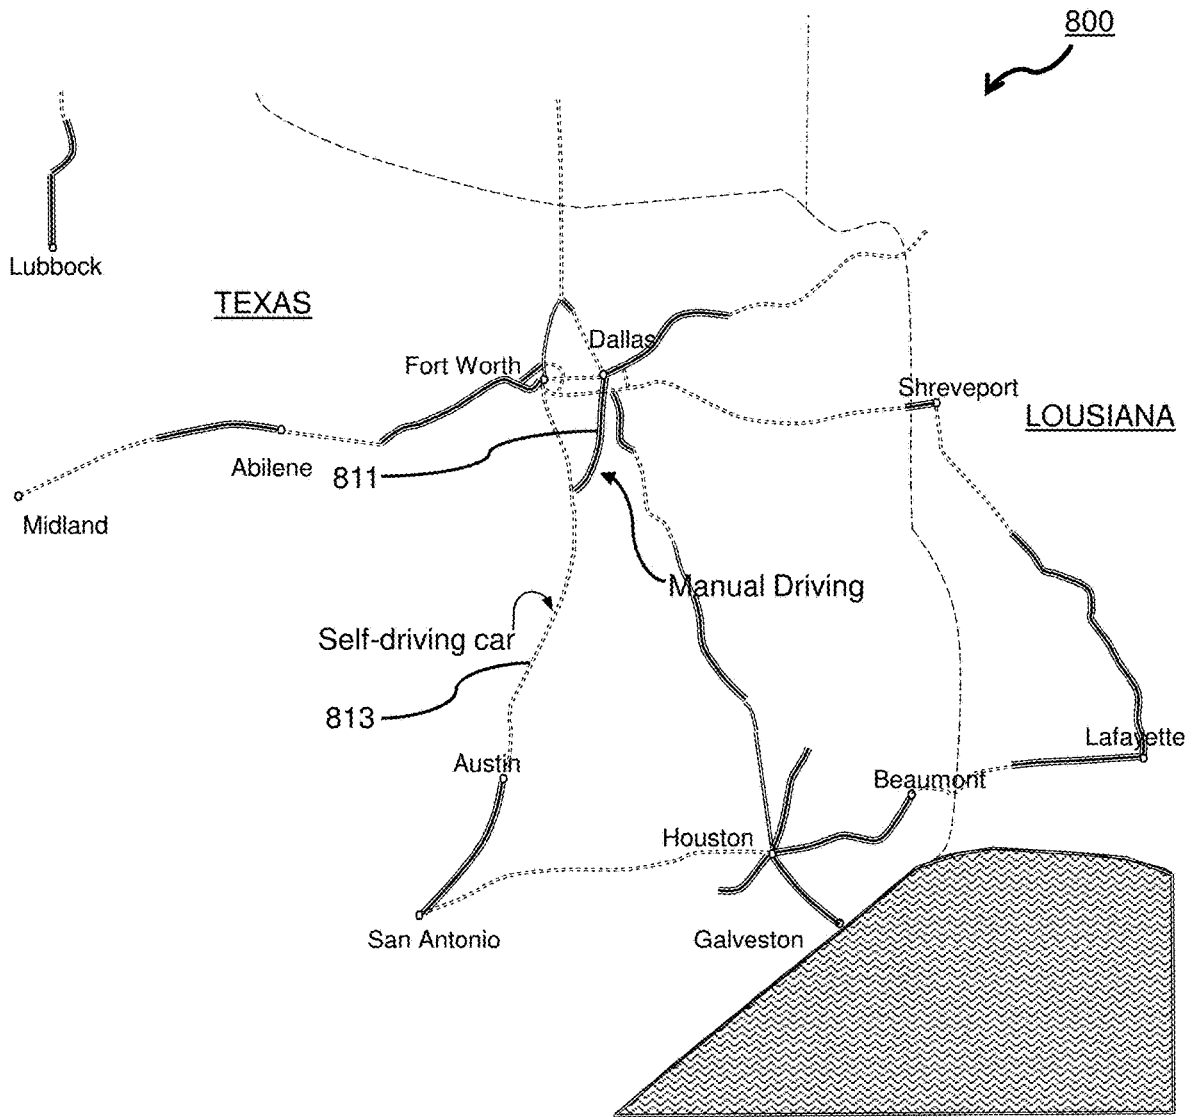 800
Lubbock
TEXAS
Dallas
Fort Worth
Shreveport
LOUSIANA
Abilene
811
Midland
Manual Driving
Self-driving car
813
Lafayette
Austin
Beaumont
Houston
San Antonio
Galveston